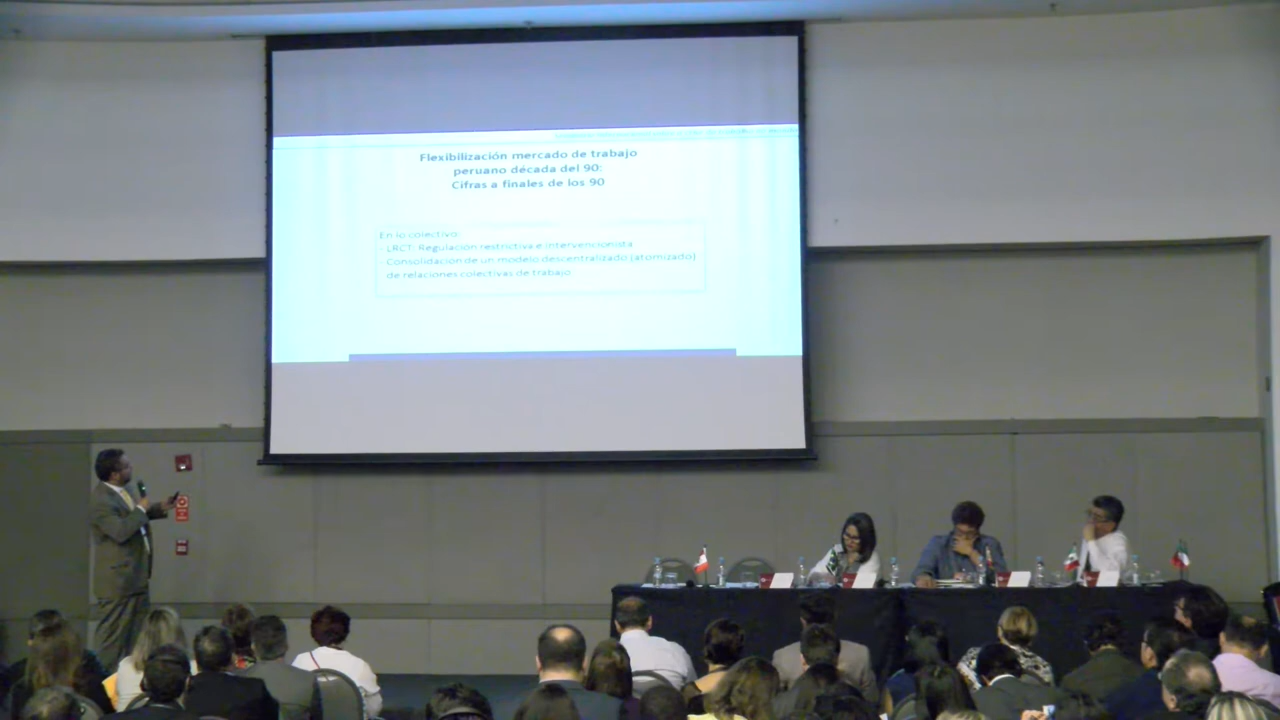 Flexibilización mercado de trabajo
peruano década del 90:
Cifras a finales de los 90
En lo colectivo:
- LRCT: Regulación restrictiva e intervencionista
- Consolidación de un modelo descentralizado (atomizado)
de relaciones colectivas de trabajo